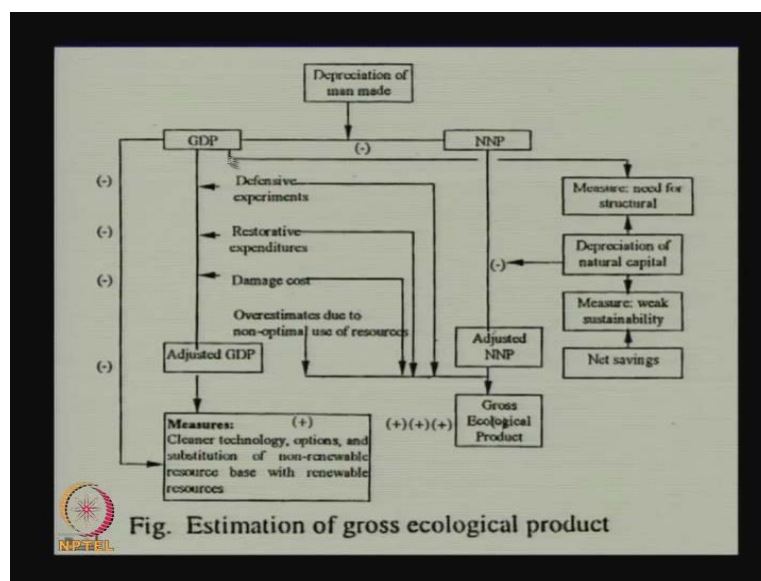 Depreciation of
man made
GDP
(-)
NNP
(-)
Defensive
experiments
Measure: need for
structural
(-)
Restorative
expenditures
Depreciation of
natural capital
(-)
(-)
Damage cost
Measure: weak
sustainability
Overestimates due to
non-optimal use of resources
Adjusted GDP
Adjusted
NNP
Net savings
(-)
Measures: (+)
Cleaner technology, options, and
substitution of non-renewable
resource base with renewable
resources
(+)(+)(+)
Gross
Ecological
Product
Fig. Estimation of gross ecological product
NPTEL